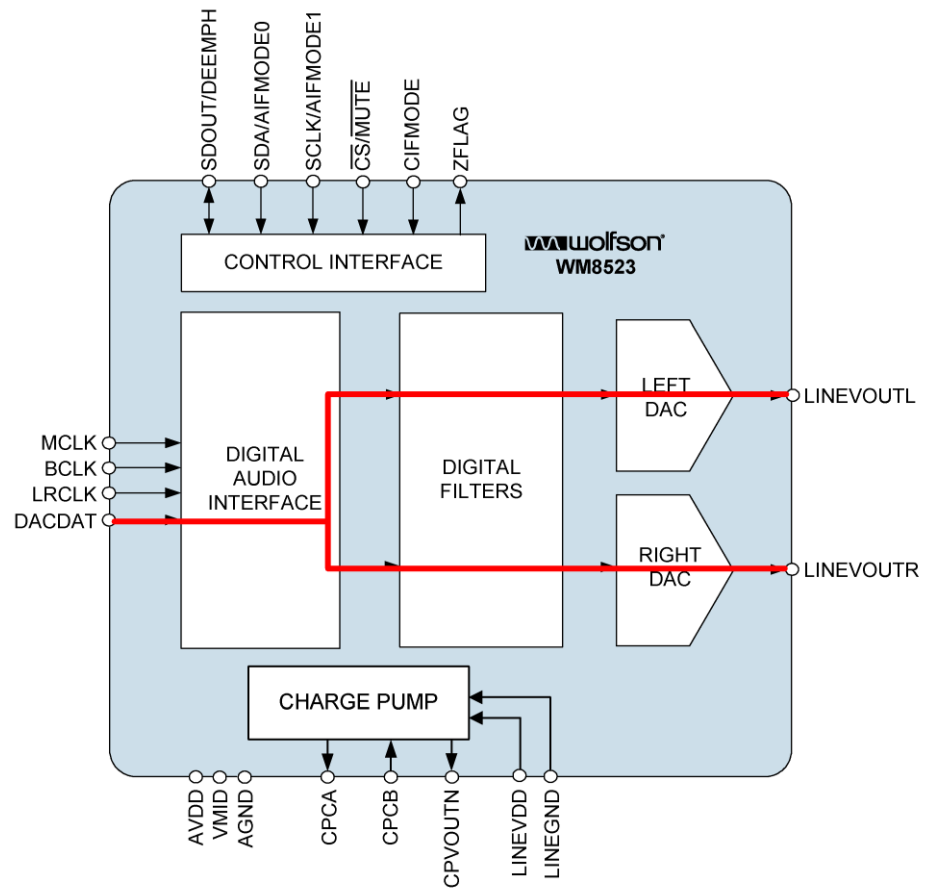 SDOUT/DEEMPH
SDA/AIFMODE0
SCLK/AIFMODE1
CS/MUTE
CIFMODE
ZFLAG
CONTROL INTERFACE
wolfson
WM8523
MCLK
BCLK
LRCLK
DACDAT
DIGITAL
AUDIO
INTERFACE
DIGITAL
FILTERS
LEFT
DAC
LINEVOUTL
RIGHT
DAC
LINEVOUTR
CHARGE PUMP
AVDD
VMID
AGND
CPCA
CPCB
CPVOUTN
LINEVDD
LINEGND